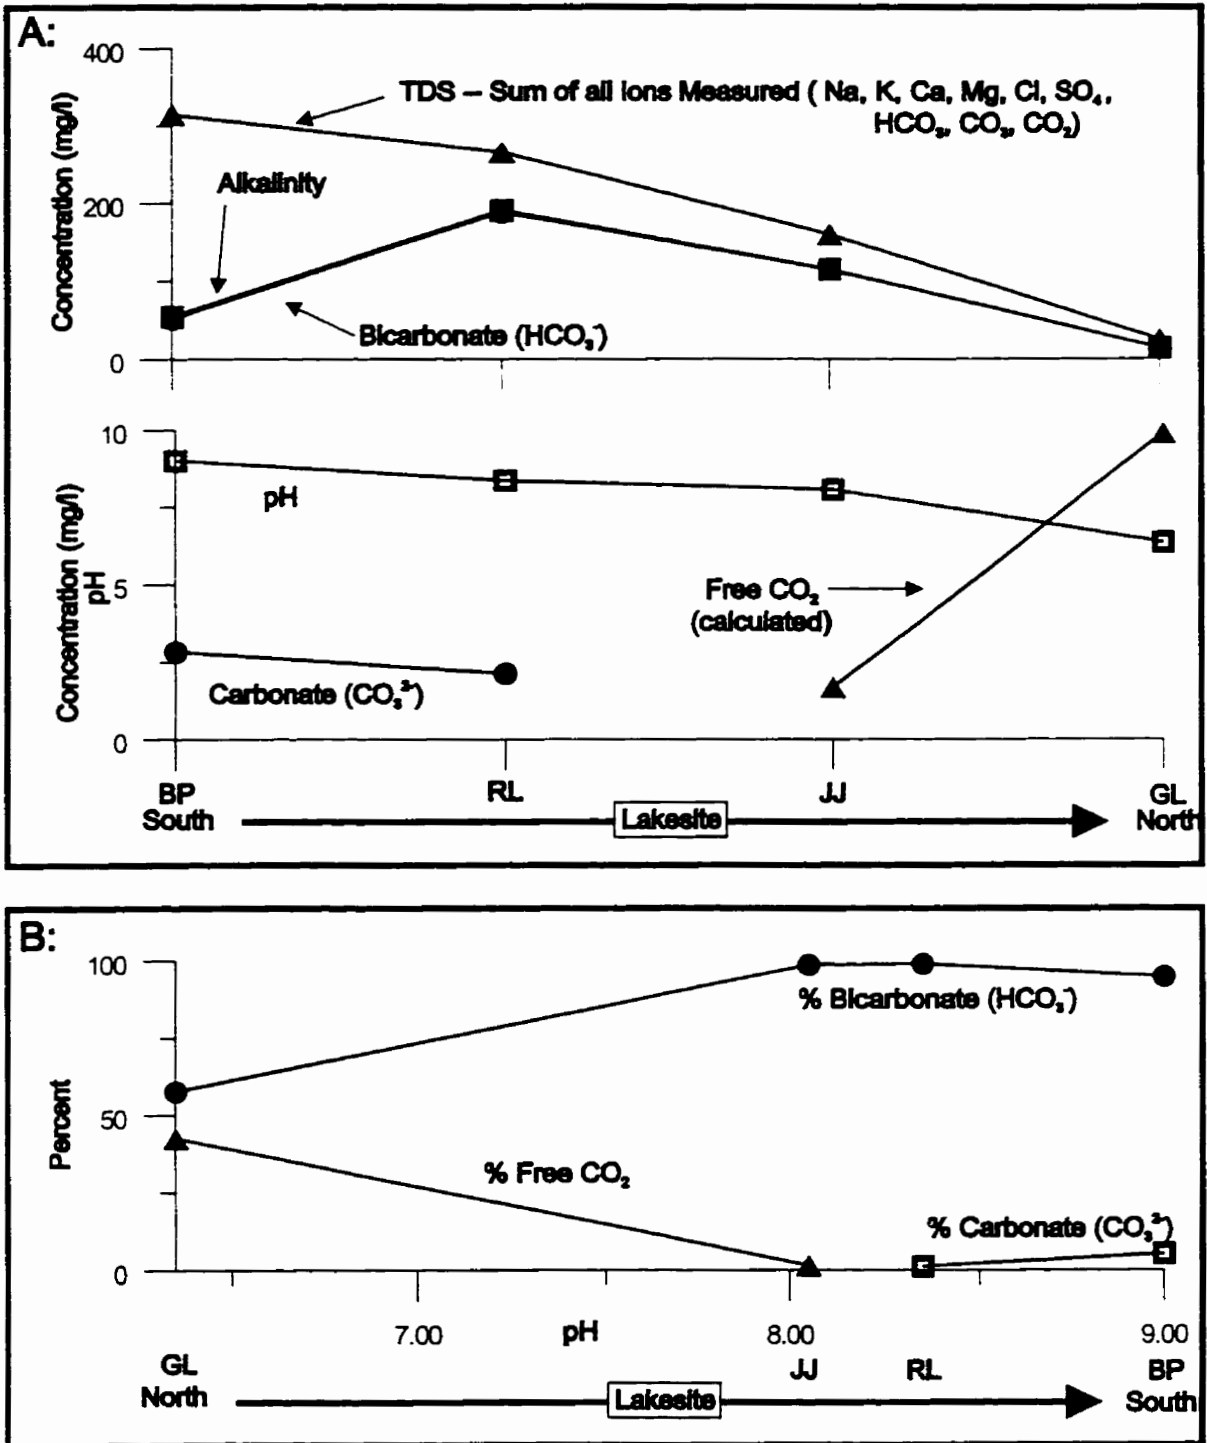 A:
400
TDS – Sum of all ions Measured ( Na, K, Ca, Mg, Cl, SO₄,
HCO₃, CO₃, CO₂)
Alkalinity
200
Concentration (mg/l)
Bicarbonate (HCO₃⁻)
0
10
pH
Concentration (mg/l)
pH
5
Free CO₂
(calculated)
Carbonate (CO₃²⁻)
0
BP
RL
JJ
GL
South
Lakesite
North
B:
100
% Bicarbonate (HCO₃⁻)
Percent
50
% Free CO₂
% Carbonate (CO₃²⁻)
0
7.00
pH
8.00
9.00
GL
JJ
RL
BP
North
Lakesite
South